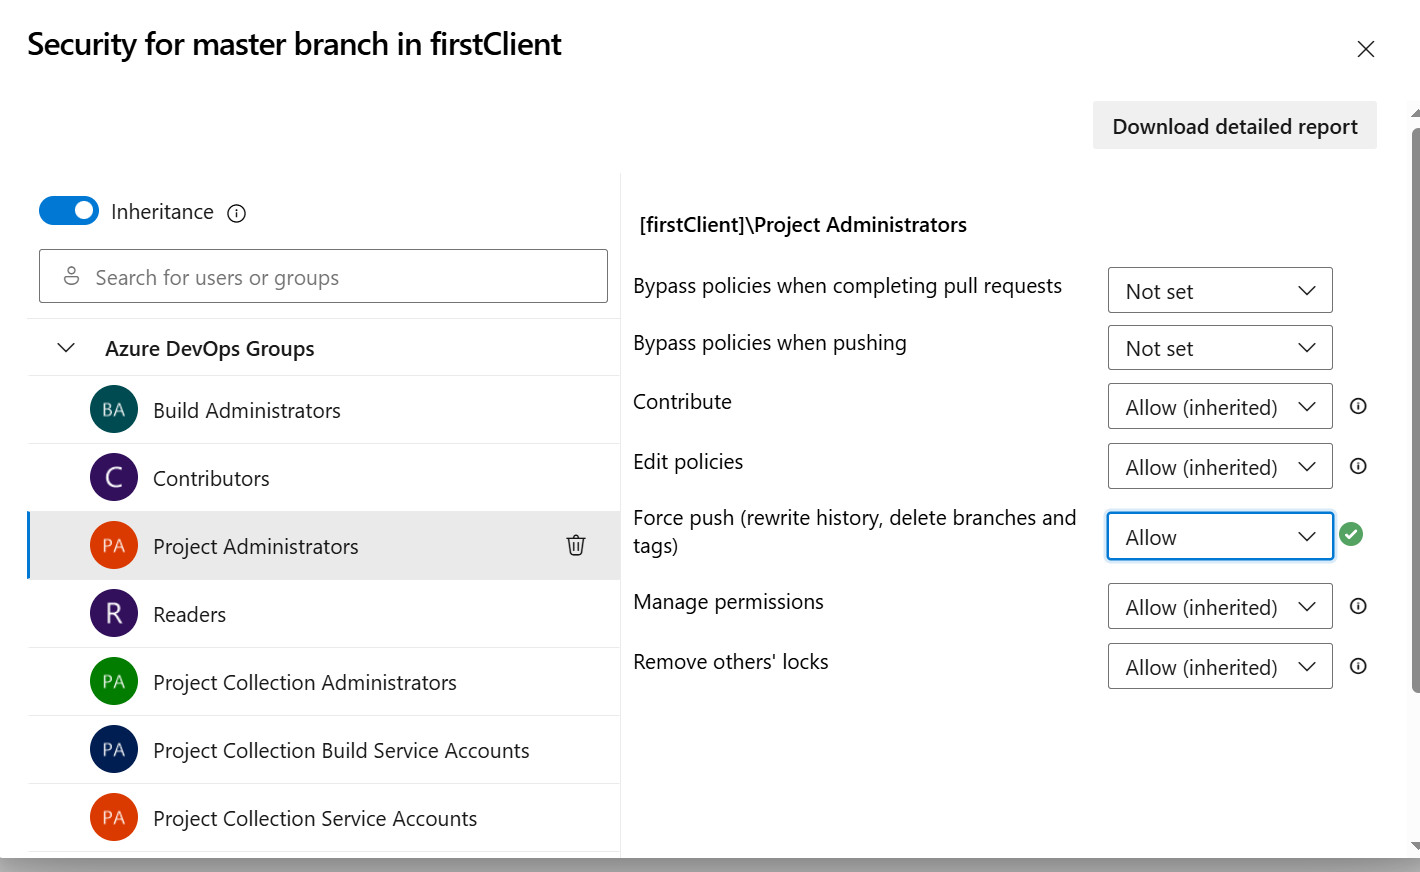 Security for master branch in firstClient
Download detailed report
Inheritance
Search for users or groups
Azure DevOps Groups
BA Build Administrators
C Contributors
PA Project Administrators
R Readers
PA Project Collection Administrators
PA Project Collection Build Service Accounts
PA Project Collection Service Accounts
[firstClient]\Project Administrators
Bypass policies when completing pull requests Not set
Bypass policies when pushing Not set
Contribute Allow (inherited)
Edit policies Allow (inherited)
Force push (rewrite history, delete branches and
tags) Allow
Manage permissions Allow (inherited)
Remove others' locks Allow (inherited)